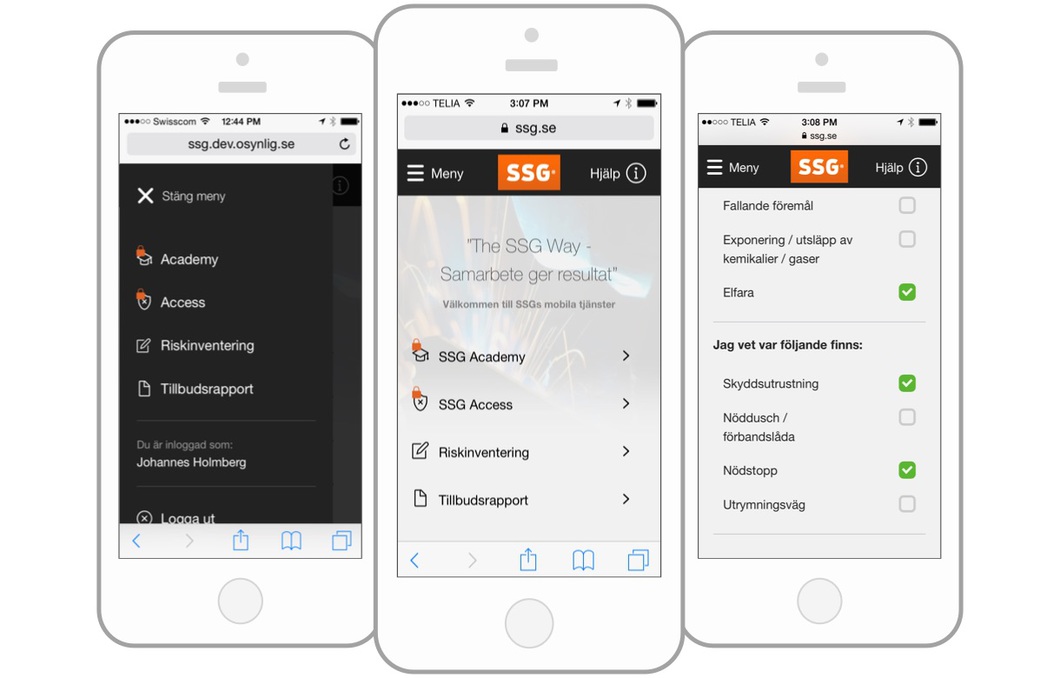 Swisscom
12:44 PM
ssg.dev.osynlig.se
Stäng meny
Academy
Access
Riskinventering
Tillbudsrapport
Du är inloggad som:
Johannes Holmberg
Logga ut
TELIA
3:07 PM
ssg.se
Meny
SSG
Hjälp
"The SSG Way -
Samarbete ger resultat"
Välkommen till SSGs mobila tjänster
SSG Academy
SSG Access
Riskinventering
Tillbudsrapport
TELIA
3:08 PM
ssg.se
Meny
SSG
Hjälp
Fallande föremål
Exponering / utsläpp av
kemikalier / gaser
Elfara
Jag vet var följande finns:
Skyddsutrustning
Nöddusch /
förbandslåda
Nödstopp
Utrymningsväg